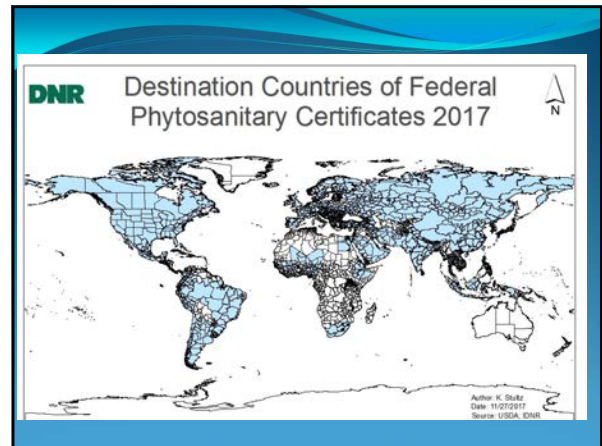 DNR
Destination Countries of Federal
Phytosanitary Certificates 2017
N
Author: K. Stultz
Date: 11/27/2017
Source: USDA, IDNR